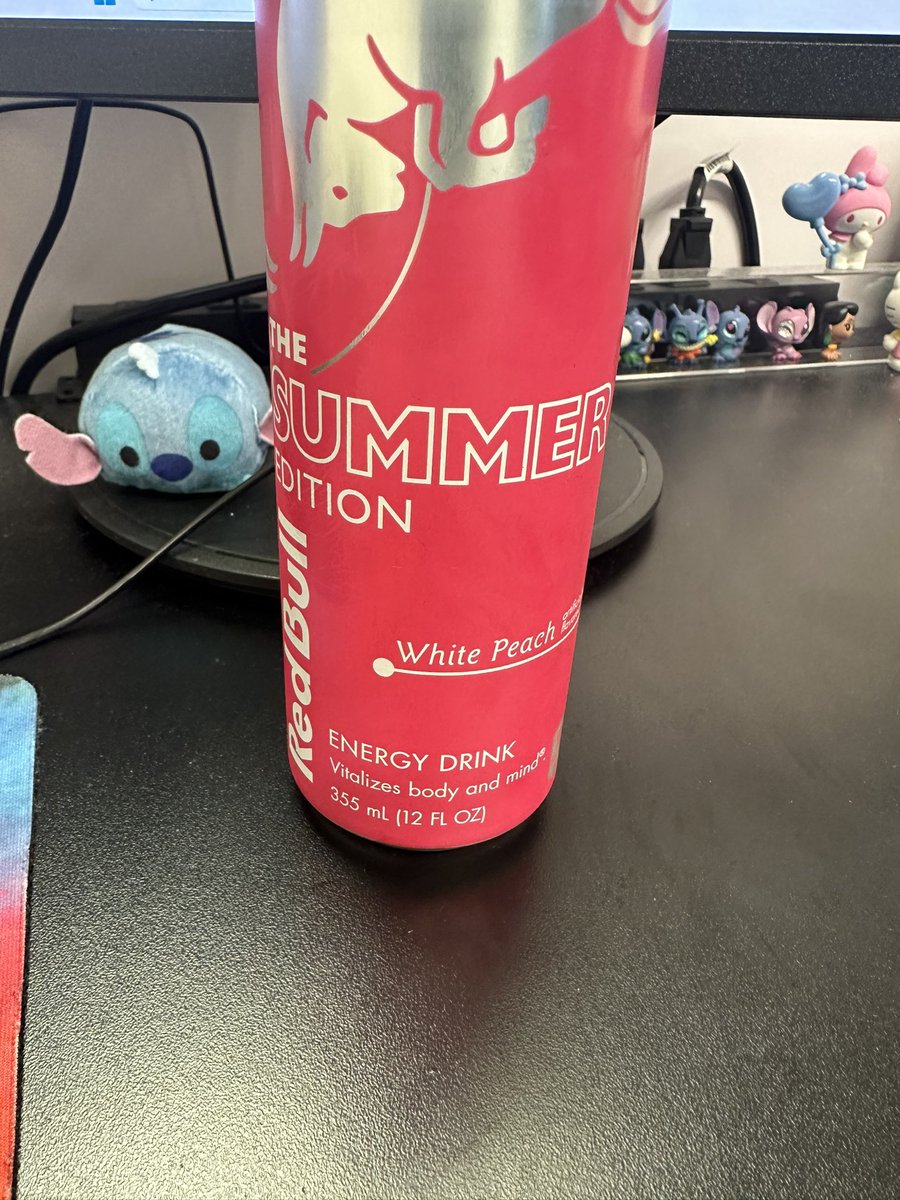 THE
SUMMER
EDITION
Red Bull
White Peach
ENERGY DRINK
Vitalizes body and mind®.
355 mL (12 FL OZ)